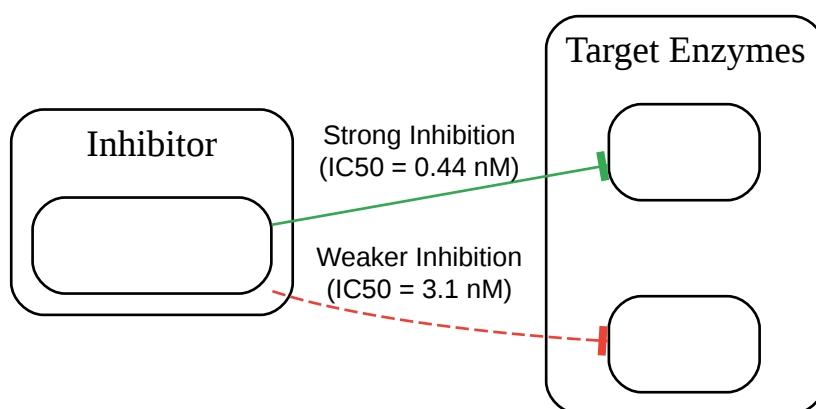 Target Enzymes
Inhibitor
Strong Inhibition
(IC50 = 0.44 nM)
Weaker Inhibition
(IC50 = 3.1 nM)